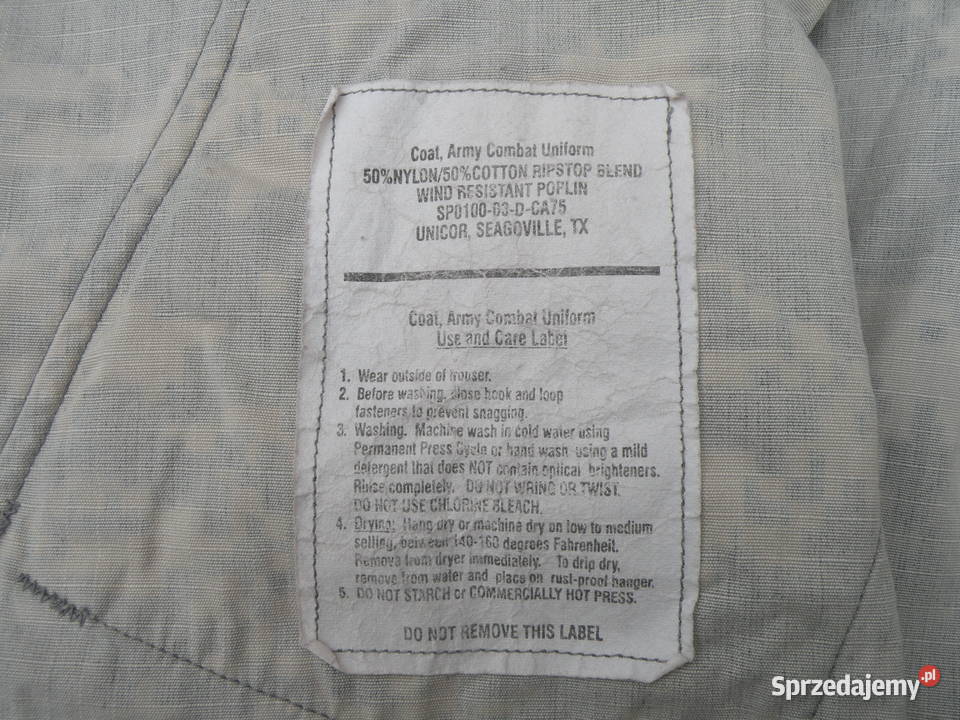 Coat, Army Combat Uniform
50%NYLON/50%COTTON RIPSTOP BLEND
WIND RESISTANT POPLIN
SP0100-03-D-CA75
UNICOR, SEAGOVILLE, TX
Coat, Army Combat Uniform
Use and Care Label
1. Wear outside of trouser.
2. Before washing, close hook and loop
fasteners to prevent snagging.
3. Washing. Machine wash in cold water using
Permanent Press Cycle or hand wash using a mild
detergent that does NOT contain optical brighteners.
Rinse completely. DO NOT WRING OR TWIST.
DO NOT USE CHLORINE BLEACH.
4. Drying: Hang dry or machine dry on low to medium
setting, between 140-160 degrees Fahrenheit.
Remove from dryer immediately. To drip dry,
remove from water and place on rust-proof hanger.
5. DO NOT STARCH or COMMERCIALLY HOT PRESS.
DO NOT REMOVE THIS LABEL
Sprzedajemy.pl